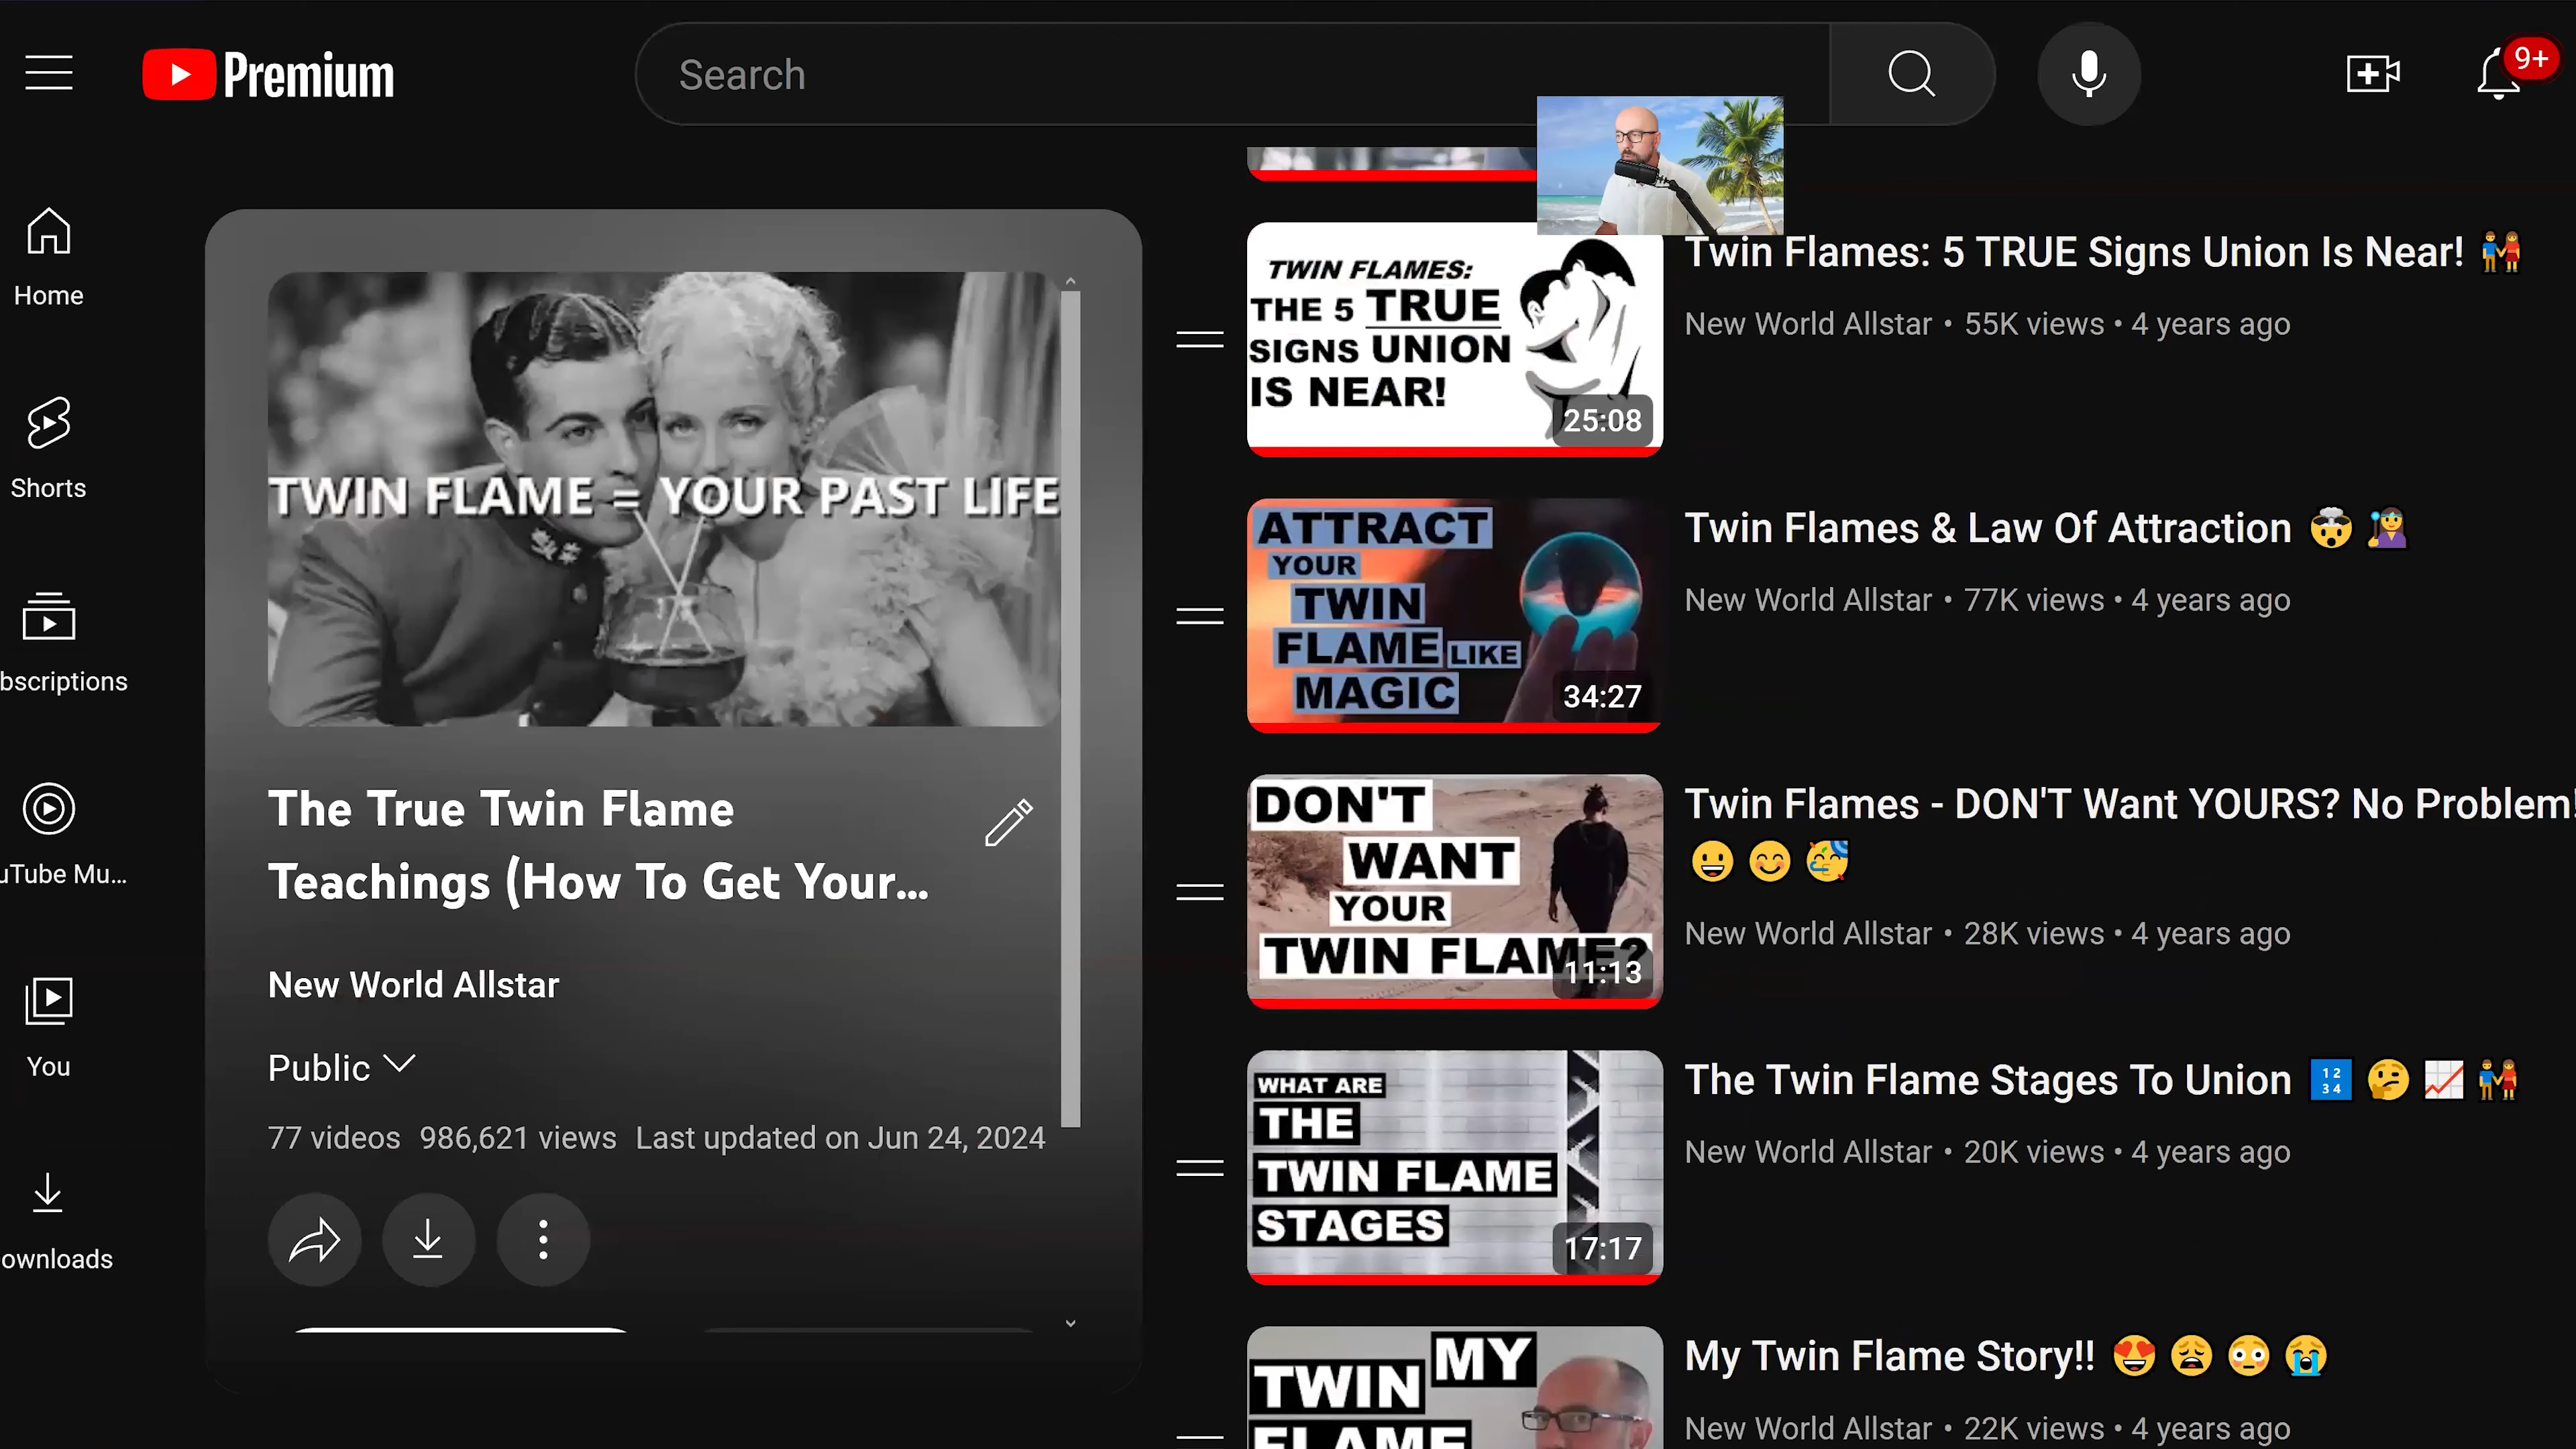 Premium
Search
9+
Home
Shorts
bscriptions
uTube Mu...
You
ownloads
TWIN FLAME = YOUR PAST LIFE
The True Twin Flame
Teachings (How To Get Your...
New World Allstar
Public
77 videos 986,621 views Last updated on Jun 24, 2024
TWIN FLAMES:
THE 5 TRUE
SIGNS UNION
IS NEAR!
25:08
Twin Flames: 5 TRUE Signs Union Is Near! 👫
New World Allstar • 55K views • 4 years ago
ATTRACT
YOUR
TWIN
FLAME LIKE
MAGIC
34:27
Twin Flames & Law Of Attraction 🤯 🧙‍♀️
New World Allstar • 77K views • 4 years ago
DON'T
WANT
YOUR
TWIN FLAME?
11:13
Twin Flames - DON'T Want YOURS? No Problem!
😀 😊 🥳
New World Allstar • 28K views • 4 years ago
WHAT ARE
THE
TWIN FLAME
STAGES
17:17
The Twin Flame Stages To Union 🔢 🤔 📈 👫
New World Allstar • 20K views • 4 years ago
MY
TWIN
FLAME
My Twin Flame Story!! 😍 😩 😳 😭
New World Allstar • 22K views • 4 years ago